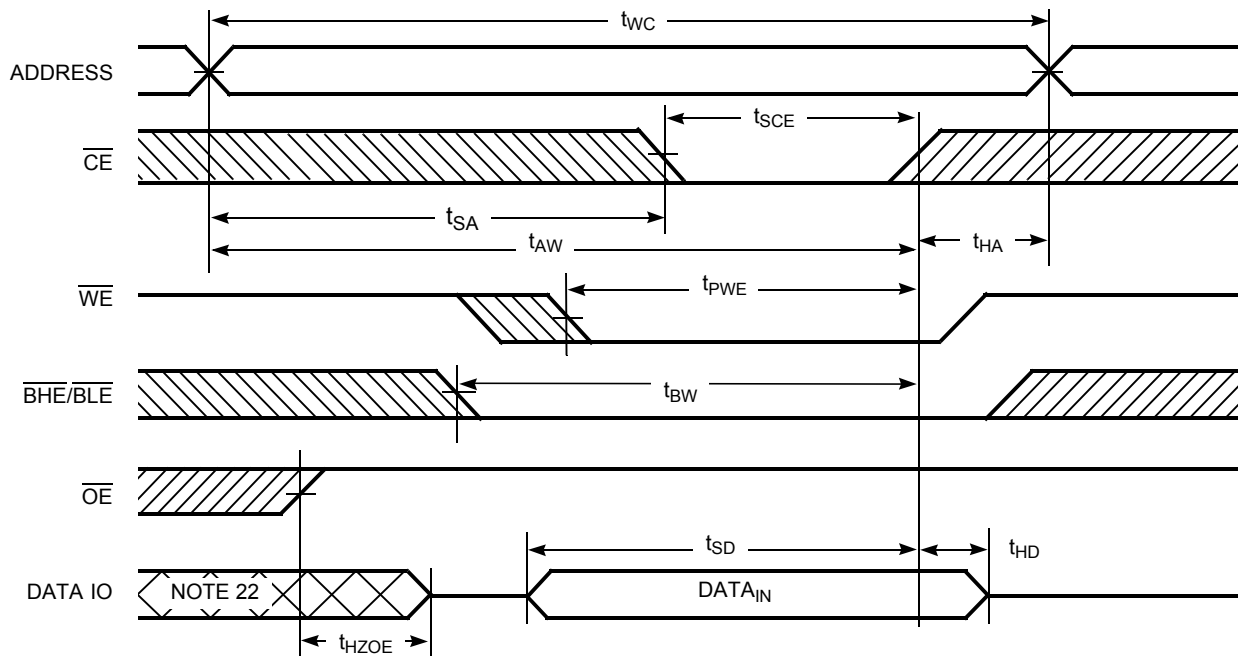 tWC
ADDRESS
tSCE
CE
tSA
tAW
tHA
tPWE
WE
BHE/BLE
tBW
OE
tSD
tHD
DATA IO
NOTE 22
DATAIN
tHZOE